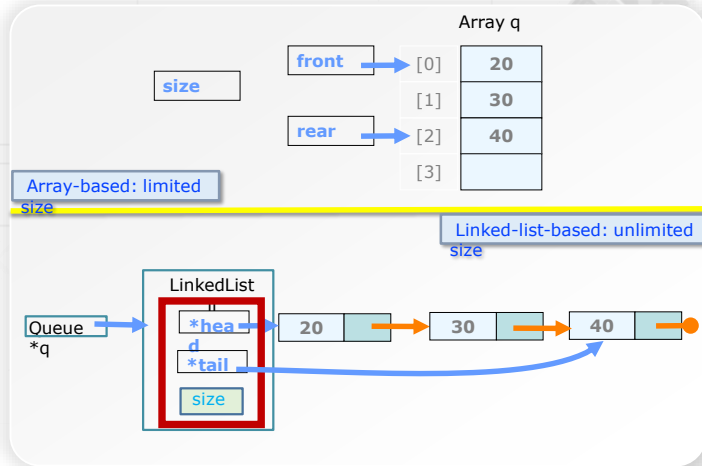 Array q
front
[0]
20
size
[1]
30
rear
[2]
40
[3]
Array-based: limited
size
Linked-list-based: unlimited
size
LinkedList
Queue
*q
*hea
d
20
30
40
*tail
size